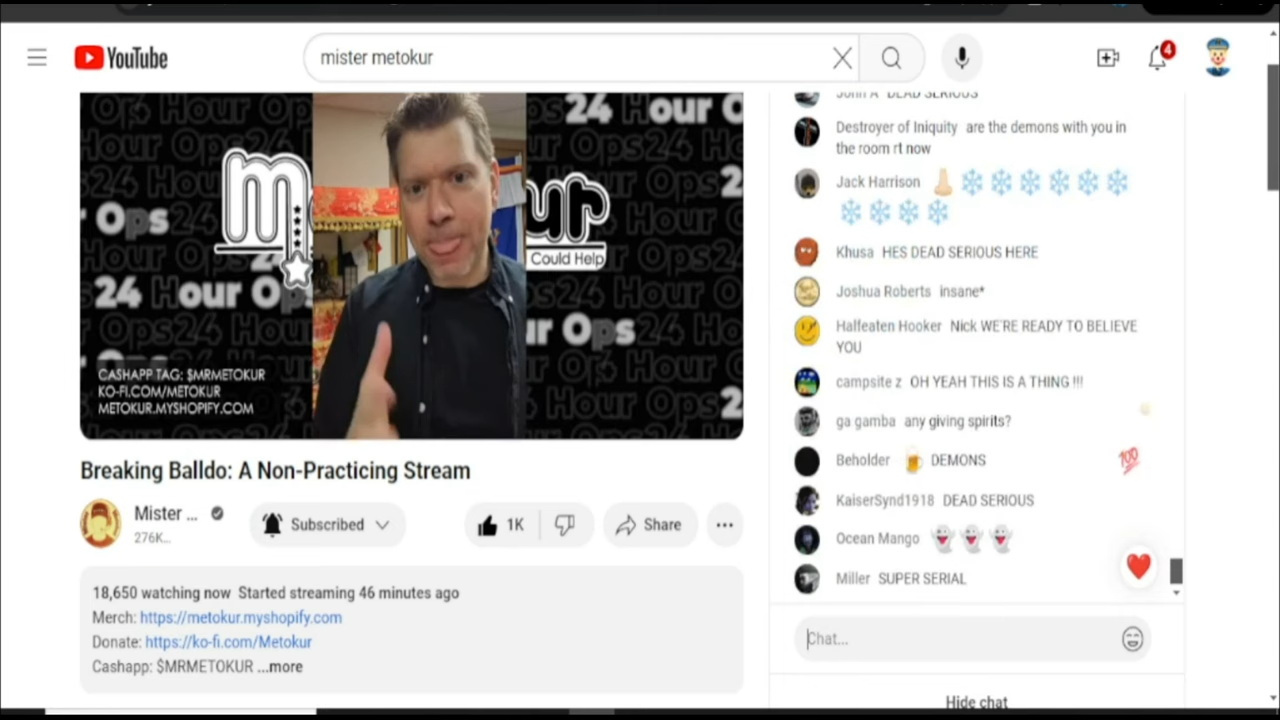 YouTube
mister metokur
4
24 Hour Ops
Could Help
CASHAPP TAG: $MRMETOKUR
KO-FI.COM/METOKUR
METOKUR.MYSHOPIFY.COM
Breaking Balldo: A Non-Practicing Stream
Mister ...
276K...
Subscribed
1K
Share
18,650 watching now Started streaming 46 minutes ago
Merch: https://metokur.myshopify.com
Donate: https://ko-fi.com/Metokur
Cashapp: $MRMETOKUR ...more
John A DEAD SERIOUS
Destroyer of Iniquity are the demons with you in
the room rt now
Jack Harrison
Khusa HES DEAD SERIOUS HERE
Joshua Roberts insane*
Halfeaten Hooker Nick WE'RE READY TO BELIEVE
YOU
campsite z OH YEAH THIS IS A THING !!!
ga gamba any giving spirits?
Beholder 🍺 DEMONS
💯
KaiserSynd1918 DEAD SERIOUS
Ocean Mango
Miller SUPER SERIAL
Chat...
Hide chat